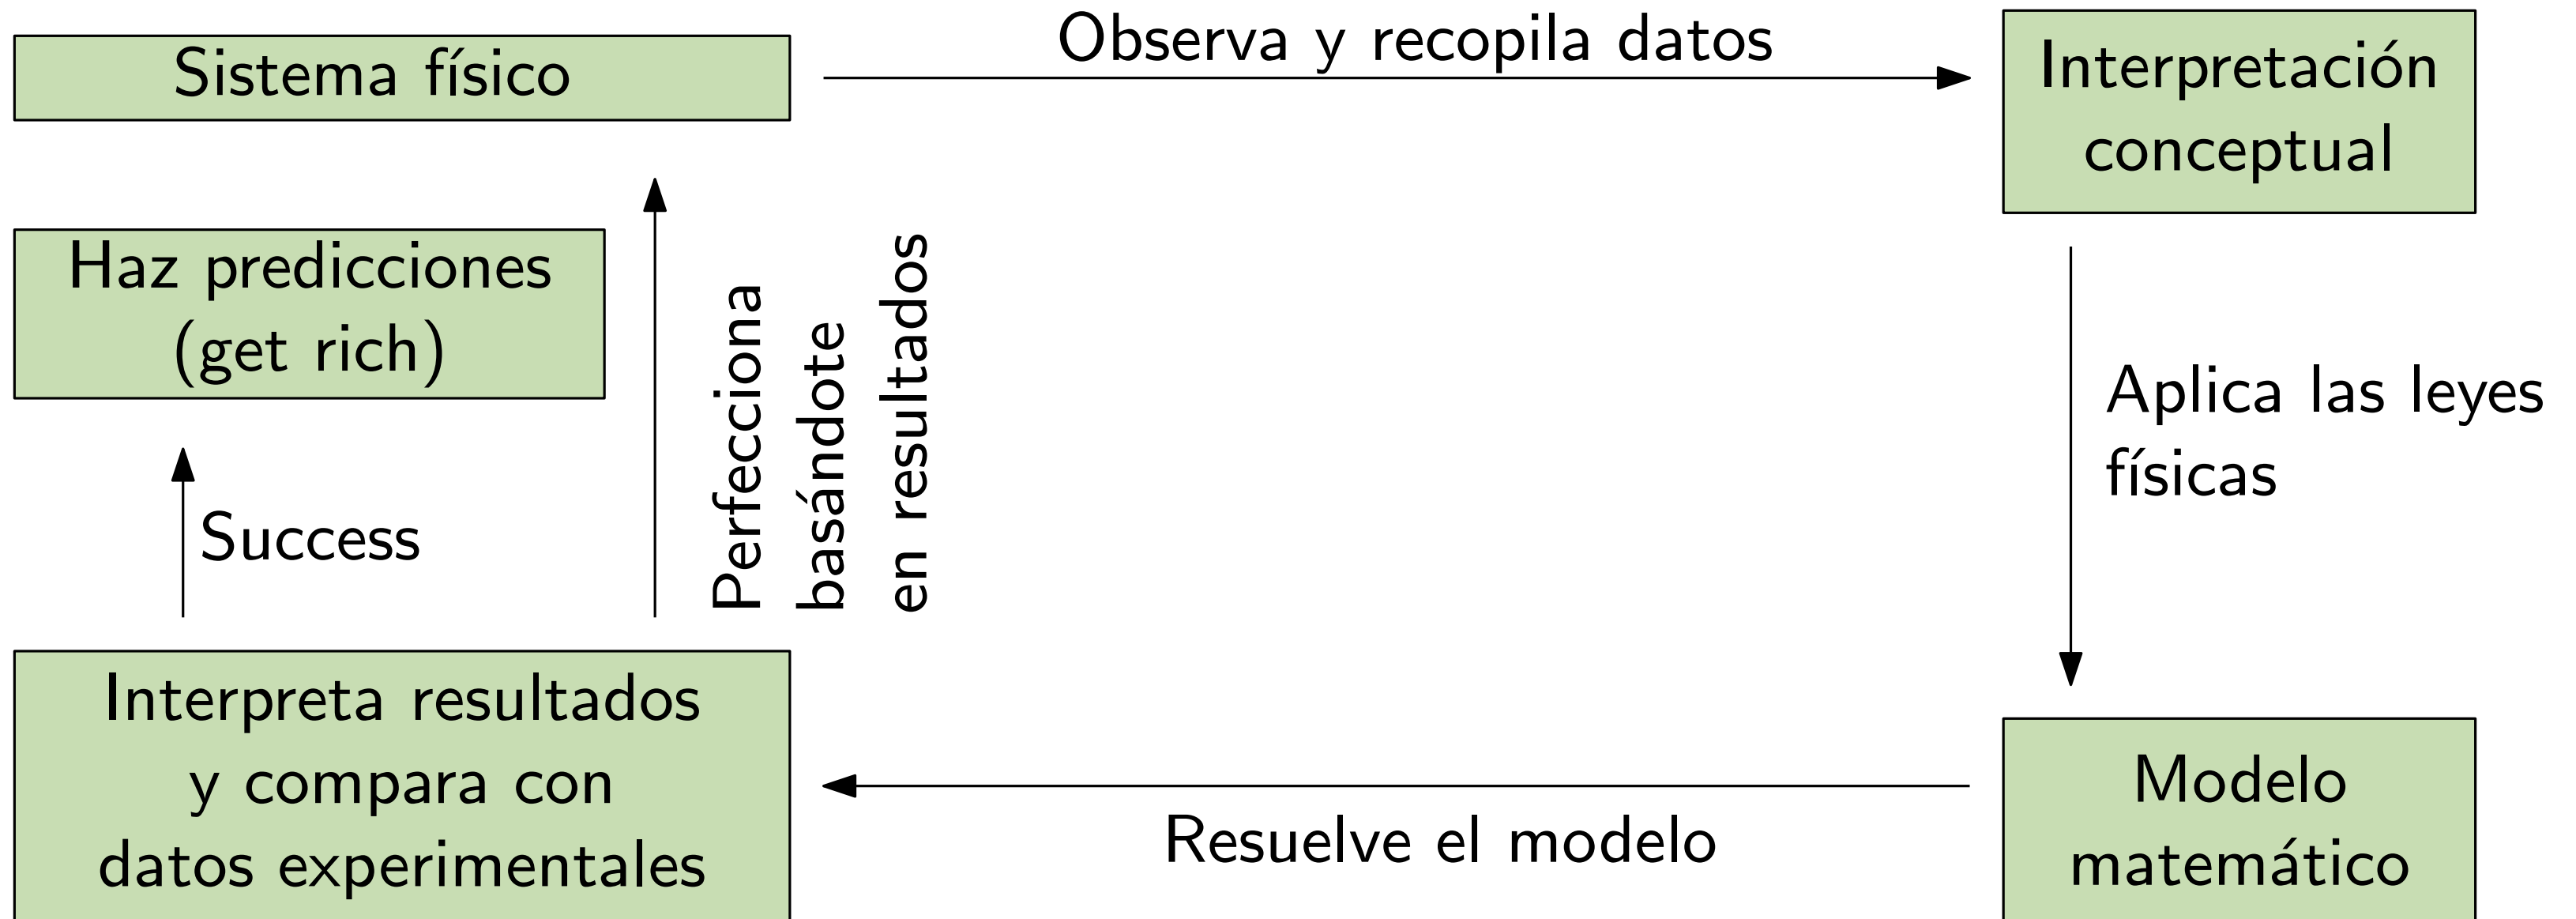 Sistema físico
Observa y recopila datos
Interpretación
conceptual
Haz predicciones
(get rich)
Perfecciona
basándote
en resultados
Aplica las leyes
físicas
Success
Interpreta resultados
y compara con
datos experimentales
Resuelve el modelo
Modelo
matemático